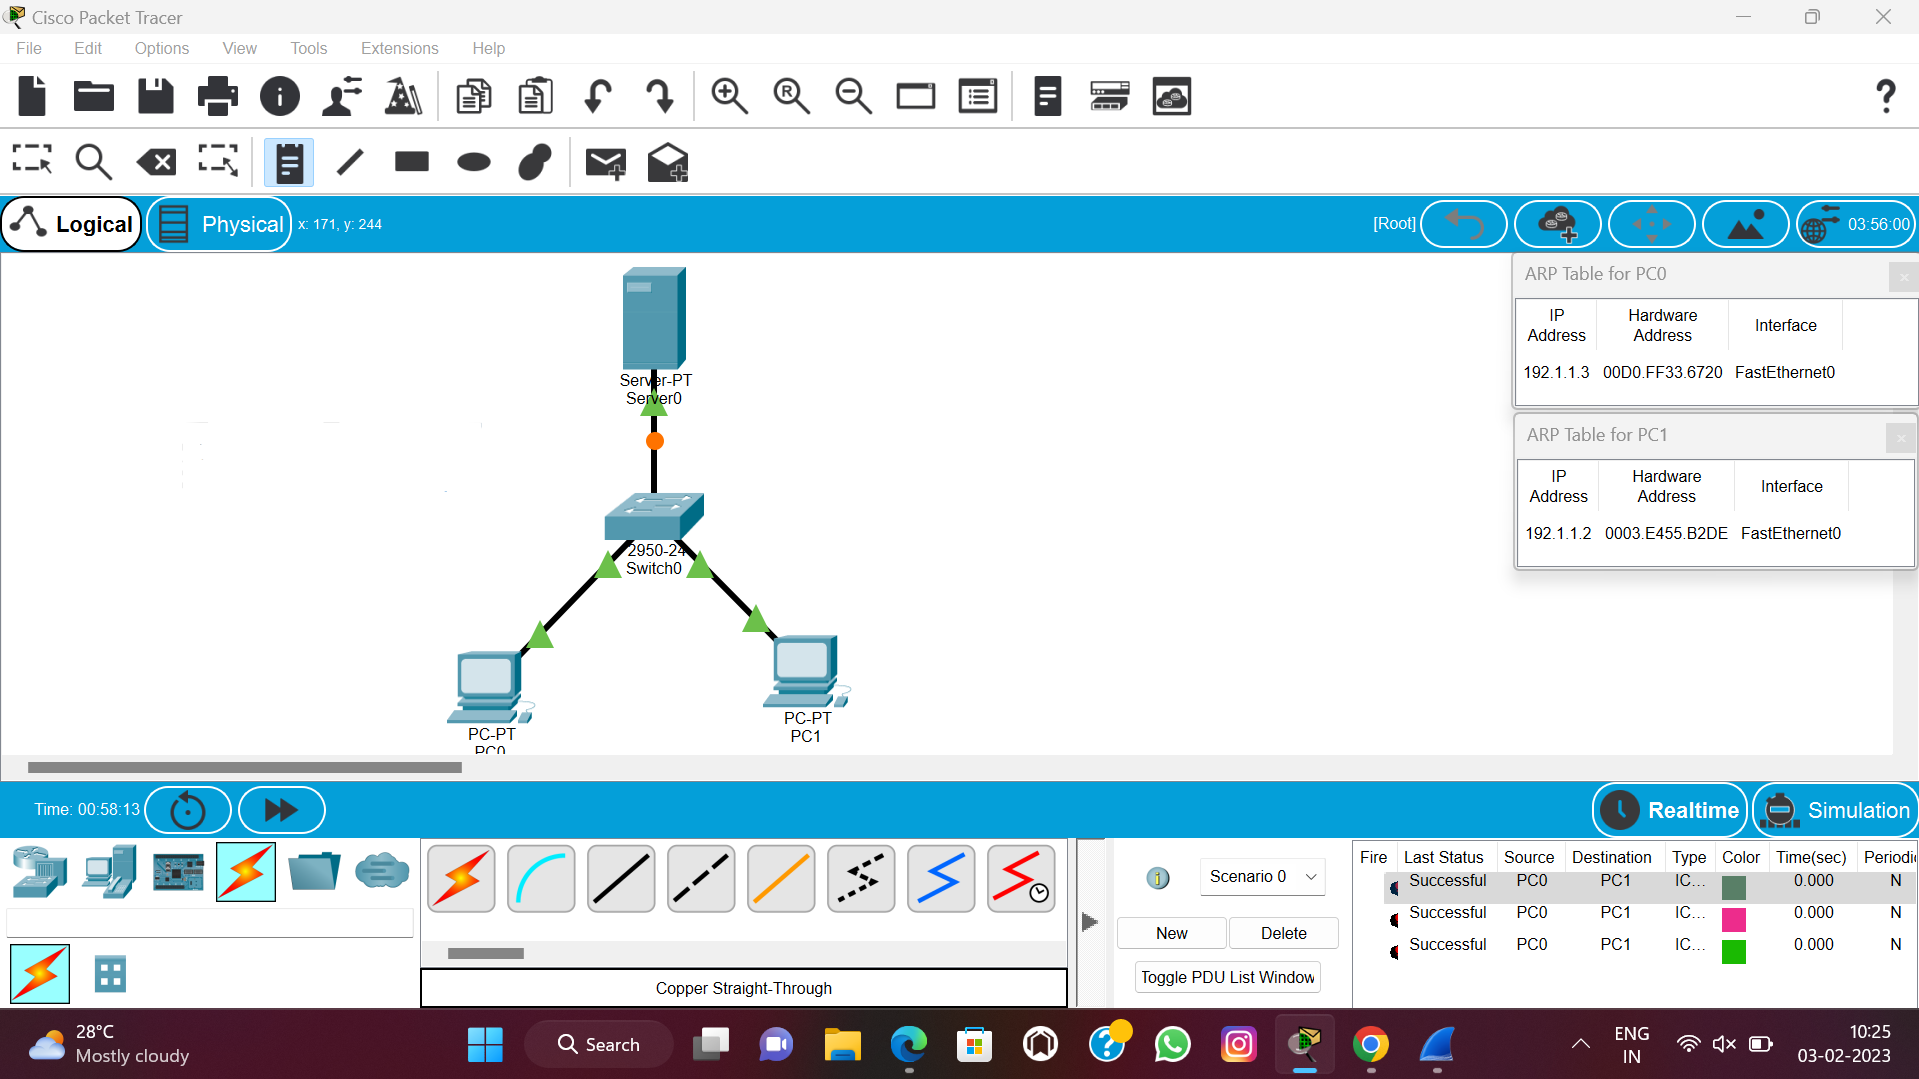 Cisco Packet Tracer
File Edit Options View Tools Extensions Help
Logical Physical x: 171, y: 244 [Root] 03:56:00
ARP Table for PC0
IP Address Hardware Address Interface
192.1.1.3 00D0.FF33.6720 FastEthernet0
ARP Table for PC1
IP Address Hardware Address Interface
192.1.1.2 0003.E455.B2DE FastEthernet0
Server-PT
Server0
2950-24
Switch0
PC-PT
PC0
PC-PT
PC1
Time: 00:58:13 Realtime Simulation
Scenario 0
New Delete
Toggle PDU List Window
Copper Straight-Through
Fire Last Status Source Destination Type Color Time(sec) Periodi
Successful PC0 PC1 IC... 0.000 N
Successful PC0 PC1 IC... 0.000 N
Successful PC0 PC1 IC... 0.000 N
28°C
Mostly cloudy
Search
ENG
IN
10:25
03-02-2023